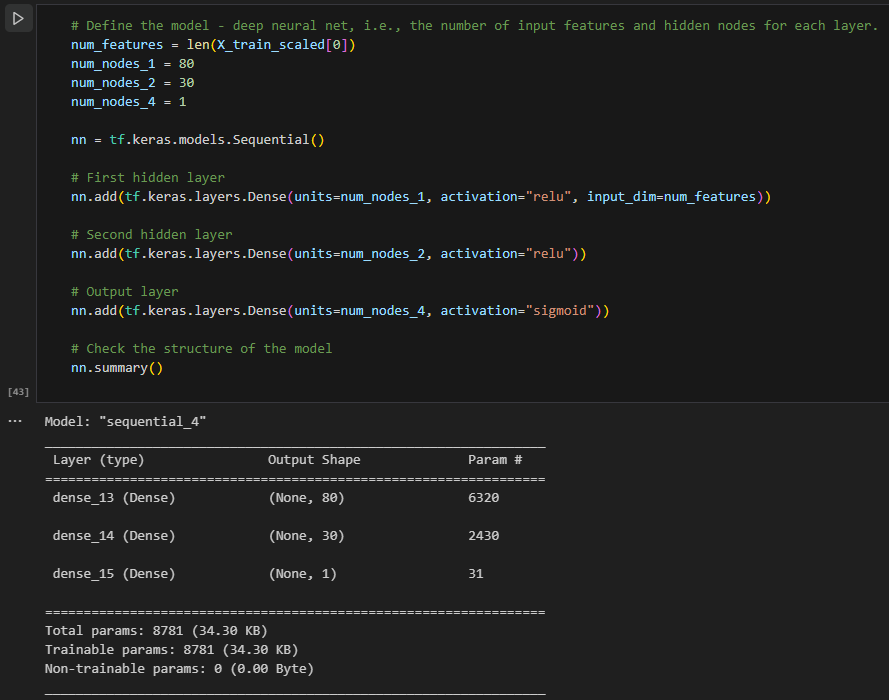 # Define the model - deep neural net, i.e., the number of input features and hidden nodes for each layer.
num_features = len(X_train_scaled[0])
num_nodes_1 = 80
num_nodes_2 = 30
num_nodes_4 = 1
nn = tf.keras.models.Sequential()
# First hidden layer
nn.add(tf.keras.layers.Dense(units=num_nodes_1, activation="relu", input_dim=num_features))
# Second hidden layer
nn.add(tf.keras.layers.Dense(units=num_nodes_2, activation="relu"))
# Output layer
nn.add(tf.keras.layers.Dense(units=num_nodes_4, activation="sigmoid"))
# Check the structure of the model
nn.summary()
[43]
... Model: "sequential_4"
_________________________________________________________________
Layer (type) Output Shape Param #
=================================================================
dense_13 (Dense) (None, 80) 6320
dense_14 (Dense) (None, 30) 2430
dense_15 (Dense) (None, 1) 31
=================================================================
Total params: 8781 (34.30 KB)
Trainable params: 8781 (34.30 KB)
Non-trainable params: 0 (0.00 Byte)
_________________________________________________________________